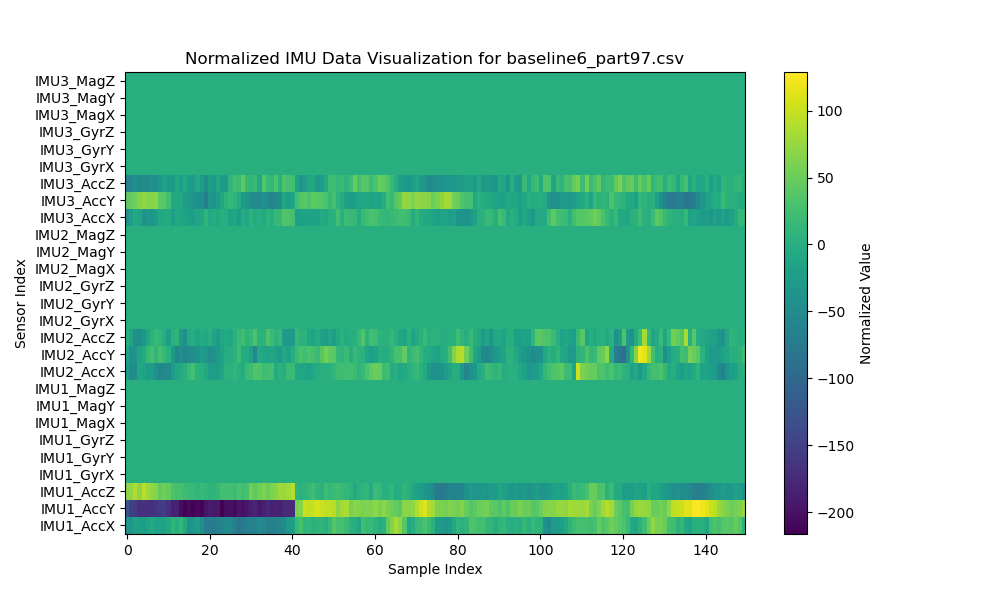 Normalized IMU Data Visualization for baseline6_part97.csv
IMU3_MagZ
IMU3_MagY
IMU3_MagX
IMU3_GyrZ
IMU3_GyrY
IMU3_GyrX
IMU3_AccZ
IMU3_AccY
IMU3_AccX
IMU2_MagZ
IMU2_MagY
IMU2_MagX
IMU2_GyrZ
IMU2_GyrY
IMU2_GyrX
IMU2_AccZ
IMU2_AccY
IMU2_AccX
IMU1_MagZ
IMU1_MagY
IMU1_MagX
IMU1_GyrZ
IMU1_GyrY
IMU1_GyrX
IMU1_AccZ
IMU1_AccY
IMU1_AccX
Sensor Index
0 20 40 60 80 100 120 140
Sample Index
100
50
0
−50
−100
−150
−200
Normalized Value